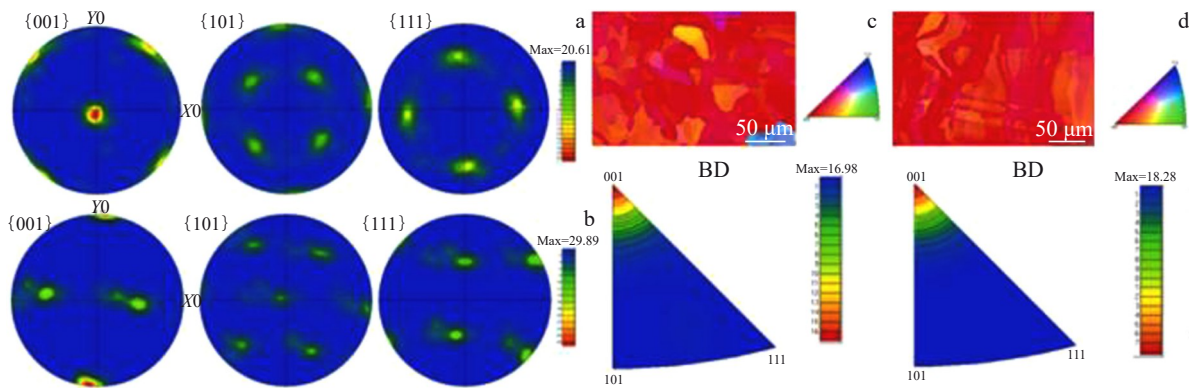 {001}
Y0
{101}
{111}
a
Max=20.61
X0
{001}
Y0
{101}
{111}
b
Max=29.89
X0
50 μm
c
BD
Max=16.98
001
101
111
50 μm
d
BD
Max=18.28
001
101
111